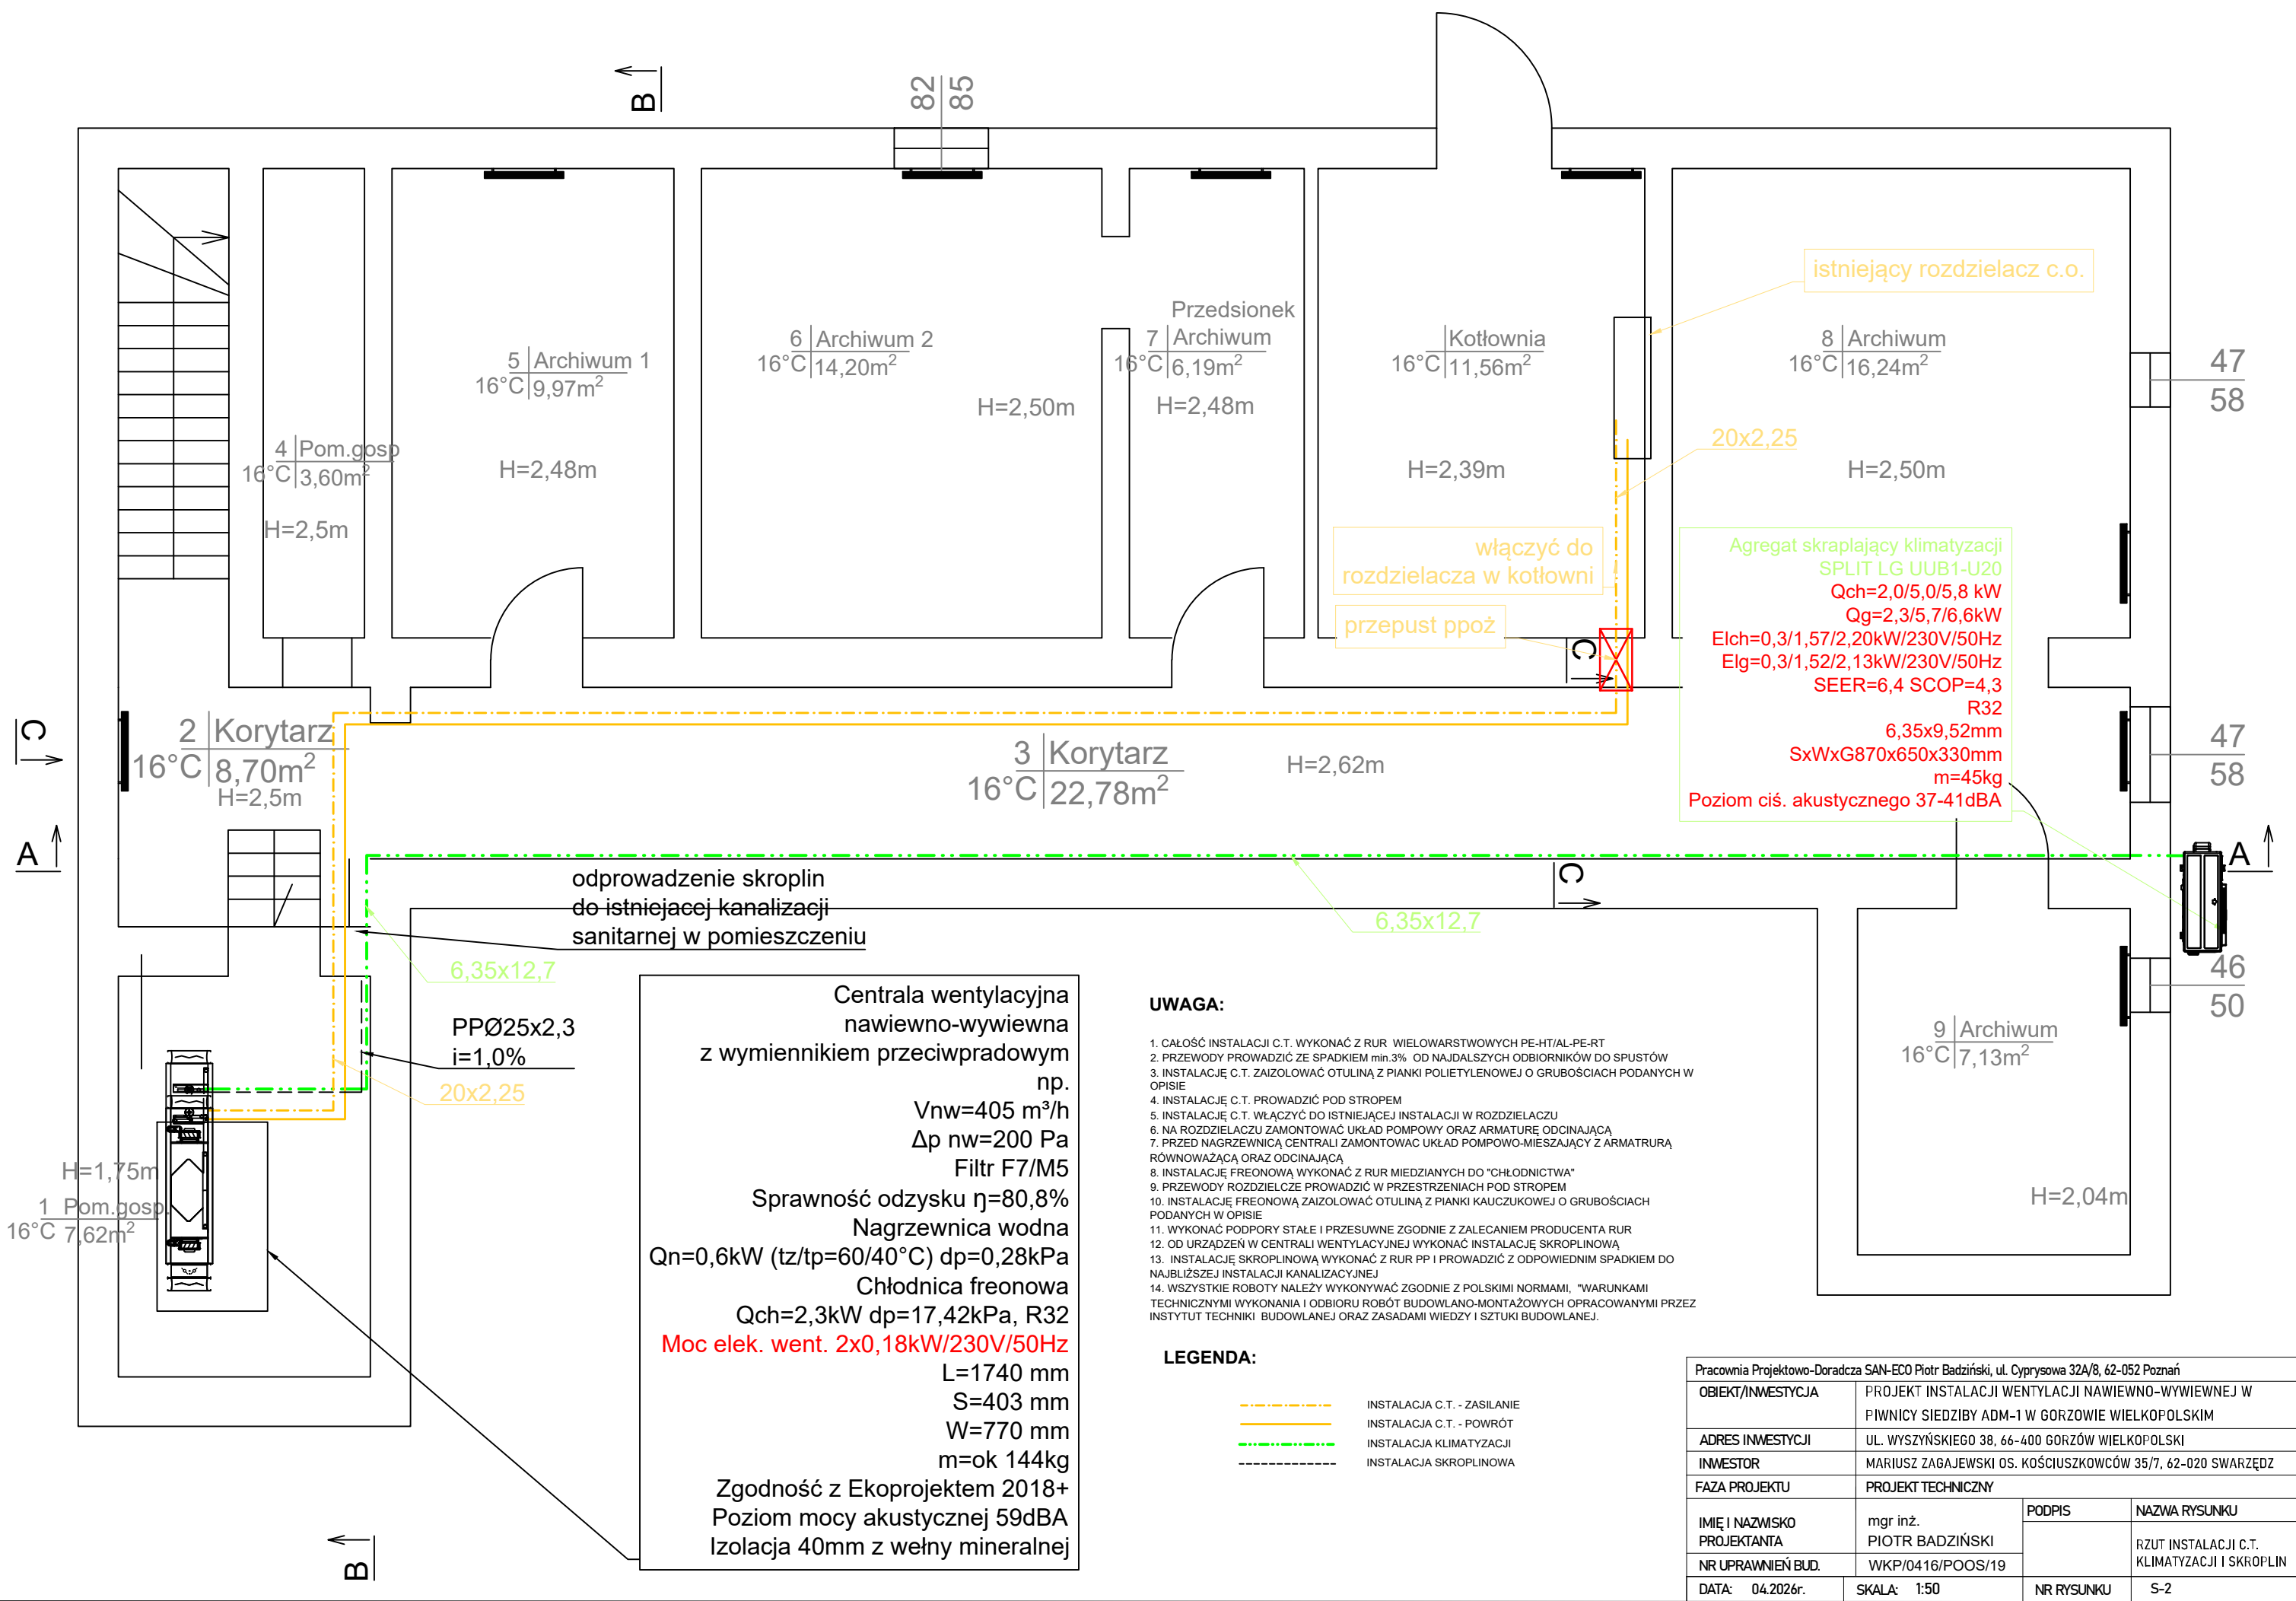 B
82
85
istniejący rozdzielacz c.o.
Przedsionek
5 Archiwum 1
16°C 9,97m²
H=2,48m
6 Archiwum 2
16°C 14,20m²
H=2,50m
7 Archiwum
16°C 6,19m²
H=2,48m
Kotłownia
16°C 11,56m²
H=2,39m
8 Archiwum
16°C 16,24m²
H=2,50m
47
58
4 Pom.gosp
16°C 3,60m²
H=2,5m
20x2,25
włączyć do
rozdzielacza w kotłowni
przepust ppoż
C
Agregat skraplający klimatyzacji
SPLIT LG UUB1-U20
Qch=2,0/5,0/5,8 kW
Qg=2,3/5,7/6,6kW
Elch=0,3/1,57/2,20kW/230V/50Hz
Elg=0,3/1,52/2,13kW/230V/50Hz
SEER=6,4 SCOP=4,3
R32
6,35x9,52mm
SxWxG870x650x330mm
m=45kg
Poziom ciś. akustycznego 37-41dBA
C
2 Korytarz
16°C 8,70m²
H=2,5m
3 Korytarz
16°C 22,78m²
H=2,62m
47
58
A
A
C
odprowadzenie skroplin
do istniejacej kanalizacji
sanitarnej w pomieszczeniu
6,35x12,7
6,35x12,7
46
50
PPØ25x2,3
i=1,0%
20x2,25
9 Archiwum
16°C 7,13m²
H=2,04m
H=1,75m
1 Pom.gosp.
16°C 7,62m²
Centrala wentylacyjna
nawiewno-wywiewna
z wymiennikiem przeciwpradowym
np.
Vnw=405 m³/h
Δp nw=200 Pa
Filtr F7/M5
Sprawność odzysku η=80,8%
Nagrzewnica wodna
Qn=0,6kW (tz/tp=60/40°C) dp=0,28kPa
Chłodnica freonowa
Qch=2,3kW dp=17,42kPa, R32
Moc elek. went. 2x0,18kW/230V/50Hz
L=1740 mm
S=403 mm
W=770 mm
m=ok 144kg
Zgodność z Ekoprojektem 2018+
Poziom mocy akustycznej 59dBA
Izolacja 40mm z wełny mineralnej
B
UWAGA:
1. CAŁOŚĆ INSTALACJI C.T. WYKONAĆ Z RUR WIELOWARSTWOWYCH PE-HT/AL-PE-RT
2. PRZEWODY PROWADZIĆ ZE SPADKIEM min.3% OD NAJDALSZYCH ODBIORNIKÓW DO SPUSTÓW
3. INSTALACJĘ C.T. ZAIZOLOWAĆ OTULINĄ Z PIANKI POLIETYLENOWEJ O GRUBOŚCIACH PODANYCH W
OPISIE
4. INSTALACJĘ C.T. PROWADZIĆ POD STROPEM
5. INSTALACJĘ C.T. WŁĄCZYĆ DO ISTNIEJĄCEJ INSTALACJI W ROZDZIELACZU
6. NA ROZDZIELACZU ZAMONTOWAĆ UKŁAD POMPOWY ORAZ ARMATURĘ ODCINAJĄCĄ
7. PRZED NAGRZEWNICĄ CENTRALI ZAMONTOWAC UKŁAD POMPOWO-MIESZAJĄCY Z ARMATRURĄ
RÓWNOWAŻĄCĄ ORAZ ODCINAJĄCĄ
8. INSTALACJĘ FREONOWĄ WYKONAĆ Z RUR MIEDZIANYCH DO "CHŁODNICTWA"
9. PRZEWODY ROZDZIELCZE PROWADZIĆ W PRZESTRZENIACH POD STROPEM
10. INSTALACJĘ FREONOWĄ ZAIZOLOWAĆ OTULINĄ Z PIANKI KAUCZUKOWEJ O GRUBOŚCIACH
PODANYCH W OPISIE
11. WYKONAĆ PODPORY STAŁE I PRZESUWNE ZGODNIE Z ZALECANIEM PRODUCENTA RUR
12. OD URZĄDZEŃ W CENTRALI WENTYLACYJNEJ WYKONAĆ INSTALACJĘ SKROPLINOWĄ
13. INSTALACJĘ SKROPLINOWĄ WYKONAĆ Z RUR PP I PROWADZIĆ Z ODPOWIEDNIM SPADKIEM DO
NAJBLIŻSZEJ INSTALACJI KANALIZACYJNEJ
14. WSZYSTKIE ROBOTY NALEŻY WYKONYWAĆ ZGODNIE Z POLSKIMI NORMAMI, "WARUNKAMI
TECHNICZNYMI WYKONANIA I ODBIORU ROBÓT BUDOWLANO-MONTAŻOWYCH OPRACOWANYMI PRZEZ
INSTYTUT TECHNIKI BUDOWLANEJ ORAZ ZASADAMI WIEDZY I SZTUKI BUDOWLANEJ.
LEGENDA:
INSTALACJA C.T. - ZASILANIE
INSTALACJA C.T. - POWRÓT
INSTALACJA KLIMATYZACJI
INSTALACJA SKROPLINOWA
Pracownia Projektowo-Doradcza SAN-ECO Piotr Badziński, ul. Cyprysowa 32A/8, 62-052 Poznań
OBIEKT/INWESTYCJA PROJEKT INSTALACJI WENTYLACJI NAWIEWNO-WYWIEWNEJ W
PIWNICY SIEDZIBY ADM-1 W GORZOWIE WIELKOPOLSKIM
ADRES INWESTYCJI UL. WYSZYŃSKIEGO 38, 66-400 GORZÓW WIELKOPOLSKI
INWESTOR MARIUSZ ZAGAJEWSKI OS. KOŚCIUSZKOWCÓW 35/7, 62-020 SWARZĘDZ
FAZA PROJEKTU PROJEKT TECHNICZNY
IMIĘ I NAZWISKO
PROJEKTANTA
mgr inż.
PIOTR BADZIŃSKI
PODPIS
NAZWA RYSUNKU
RZUT INSTALACJI C.T.
KLIMATYZACJI I SKROPLIN
NR UPRAWNIEŃ BUD. WKP/0416/POOS/19
DATA: 04.2026r. SKALA: 1:50 NR RYSUNKU S-2